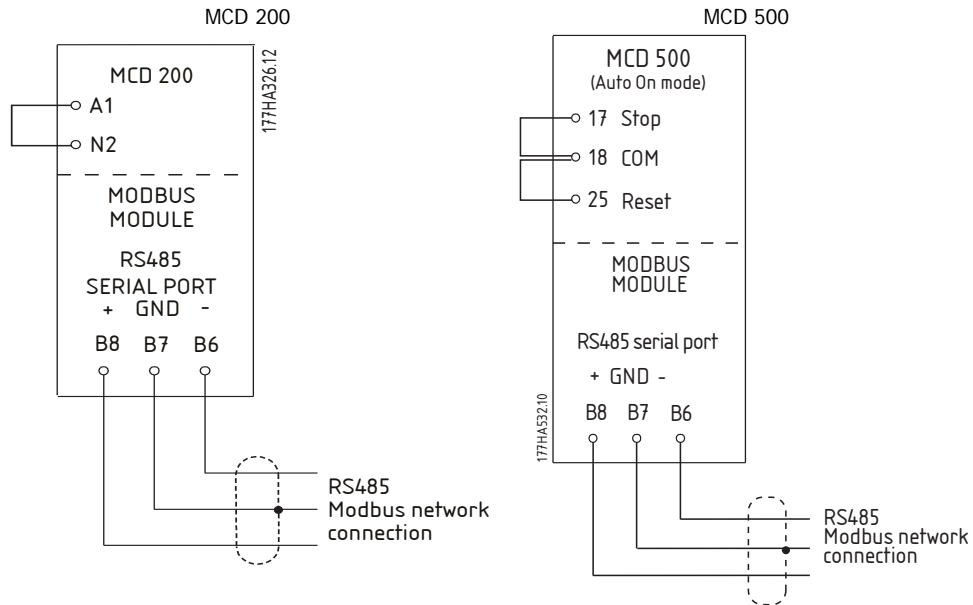 MCD 200
MCD 200
A1
N2
177HA326.12
MODBUS
MODULE
RS485
SERIAL PORT
+ GND -
B8 B7 B6
RS485
Modbus network
connection
MCD 500
MCD 500
(Auto On mode)
17 Stop
18 COM
25 Reset
MODBUS
MODULE
RS485 serial port
+ GND -
B8 B7 B6
177HA532.10
RS485
Modbus network
connection